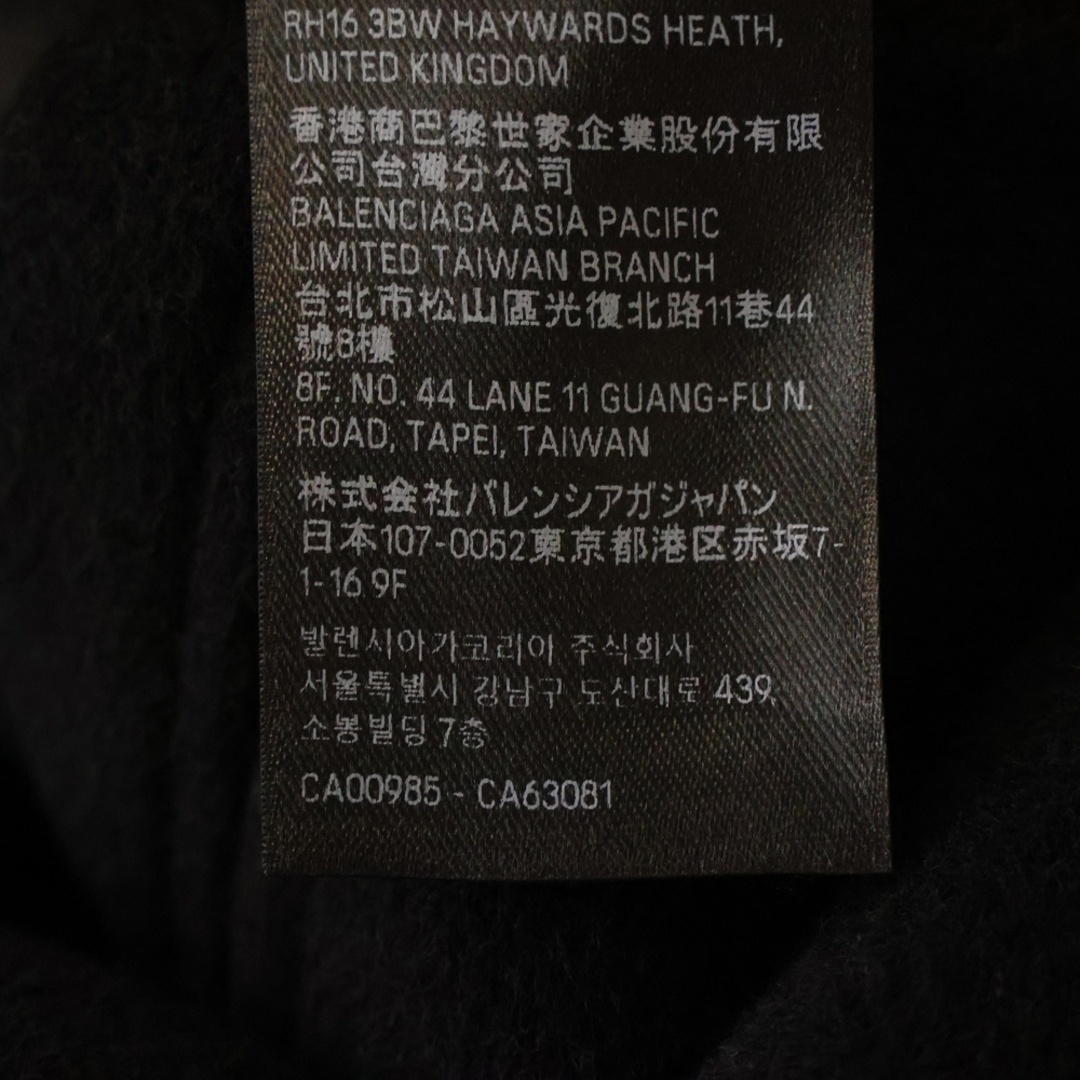 RH16 3BW HAYWARDS HEATH,
UNITED KINGDOM
香港商巴黎世家企業股份有限
公司台灣分公司
BALENCIAGA ASIA PACIFIC
LIMITED TAIWAN BRANCH
台北市松山區光復北路11巷44
號8樓
8F. NO. 44 LANE 11 GUANG-FU N.
ROAD, TAPEI, TAIWAN
株式会社バレンシアガジャパン
日本107-0052東京都港区赤坂7-
1-16 9F
발렌시아가코리아 주식회사
서울특별시 강남구 도산대로 439,
소봉빌딩 7층
CA00985 - CA63081